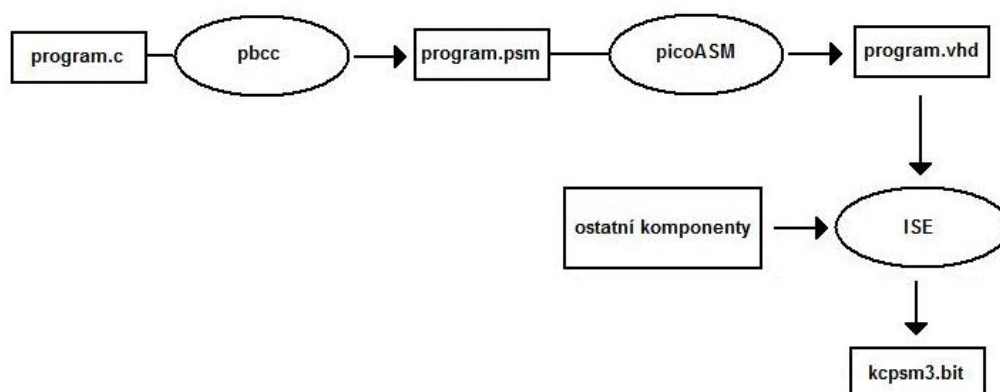 program.c
pbcc
program.psm
picoASM
program.vhd
ostatní komponenty
ISE
kcpsm3.bit